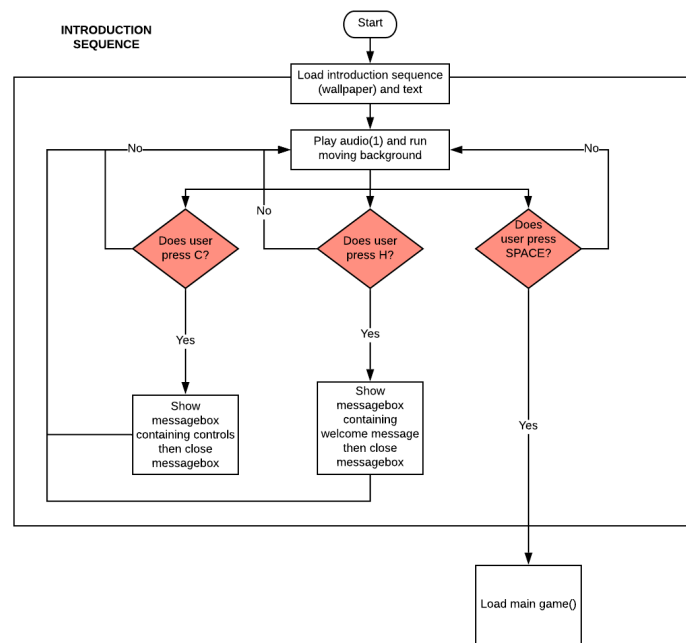 INTRODUCTION
SEQUENCE
Start
Load introduction sequence
(wallpaper) and text
Play audio(1) and run
moving background
No
No
No
Does user
press C?
Does user
press H?
Does
user press
SPACE?
Yes
Yes
Yes
Show
messagebox
containing controls
then close
messagebox
Show
messagebox
containing
welcome message
then close
messagebox
Load main game()